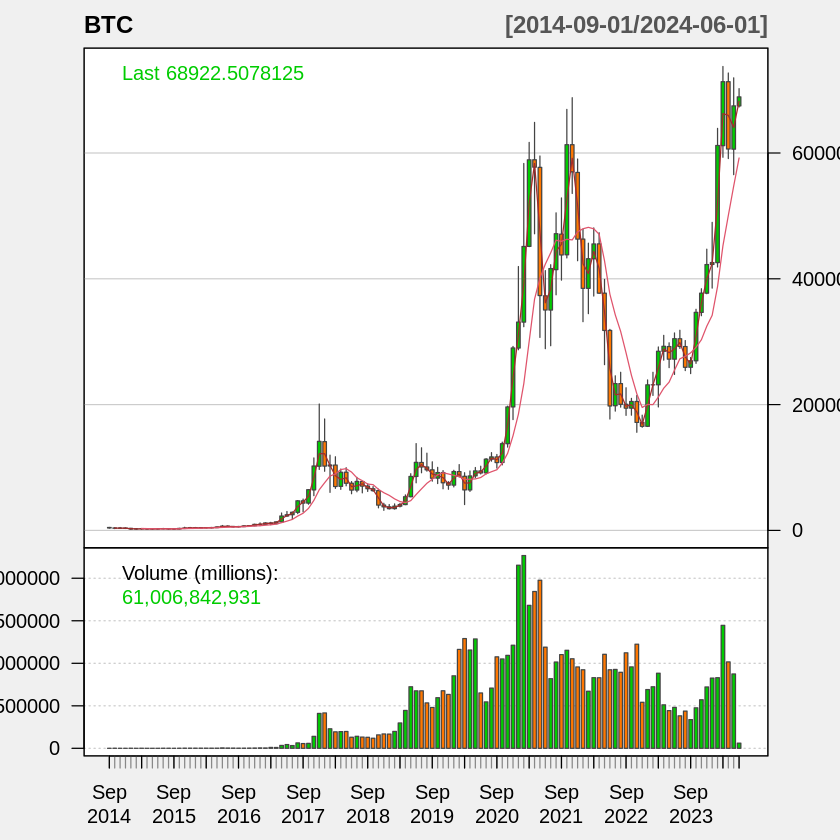 BTC [2014-09-01/2024-06-01]
Last 68922.5078125
60000
40000
20000
0
Volume (millions):
61,006,842,931
000000
500000
000000
500000
0
Sep Sep Sep Sep Sep Sep Sep Sep Sep Sep
2014 2015 2016 2017 2018 2019 2020 2021 2022 2023